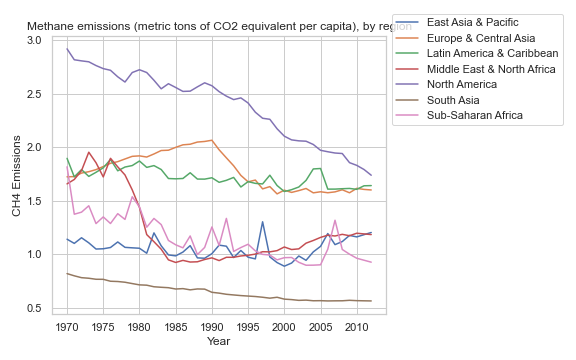 Methane emissions (metric tons of CO2 equivalent per capita), by region
East Asia & Pacific
Europe & Central Asia
Latin America & Caribbean
Middle East & North Africa
North America
South Asia
Sub-Saharan Africa
CH4 Emissions
3.0
2.5
2.0
1.5
1.0
0.5
1970 1975 1980 1985 1990 1995 2000 2005 2010
Year